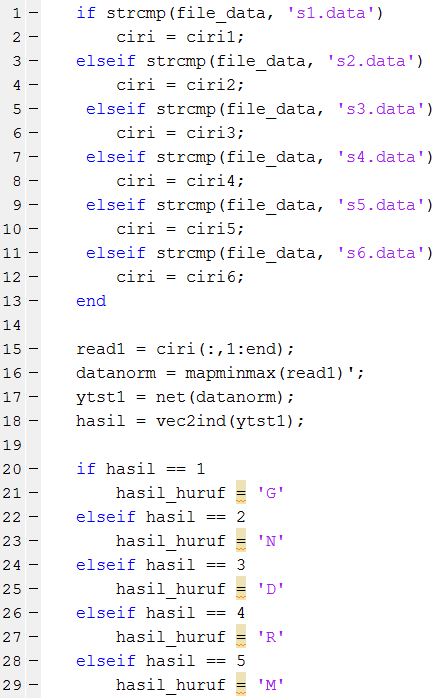 1 - if strcmp(file_data, 's1.data')
2 - ciri = ciri1;
3 - elseif strcmp(file_data, 's2.data')
4 - ciri = ciri2;
5 - elseif strcmp(file_data, 's3.data')
6 - ciri = ciri3;
7 - elseif strcmp(file_data, 's4.data')
8 - ciri = ciri4;
9 - elseif strcmp(file_data, 's5.data')
10 - ciri = ciri5;
11 - elseif strcmp(file_data, 's6.data')
12 - ciri = ciri6;
13 - end
14
15 - read1 = ciri(:,1:end);
16 - datanorm = mapminmax(read1)';
17 - ytst1 = net(datanorm);
18 - hasil = vec2ind(ytst1);
19
20 - if hasil == 1
21 - hasil_huruf = 'G'
22 - elseif hasil == 2
23 - hasil_huruf = 'N'
24 - elseif hasil == 3
25 - hasil_huruf = 'D'
26 - elseif hasil == 4
27 - hasil_huruf = 'R'
28 - elseif hasil == 5
29 - hasil_huruf = 'M'